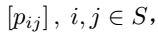 [p_{ij}], i, j ∈ S，